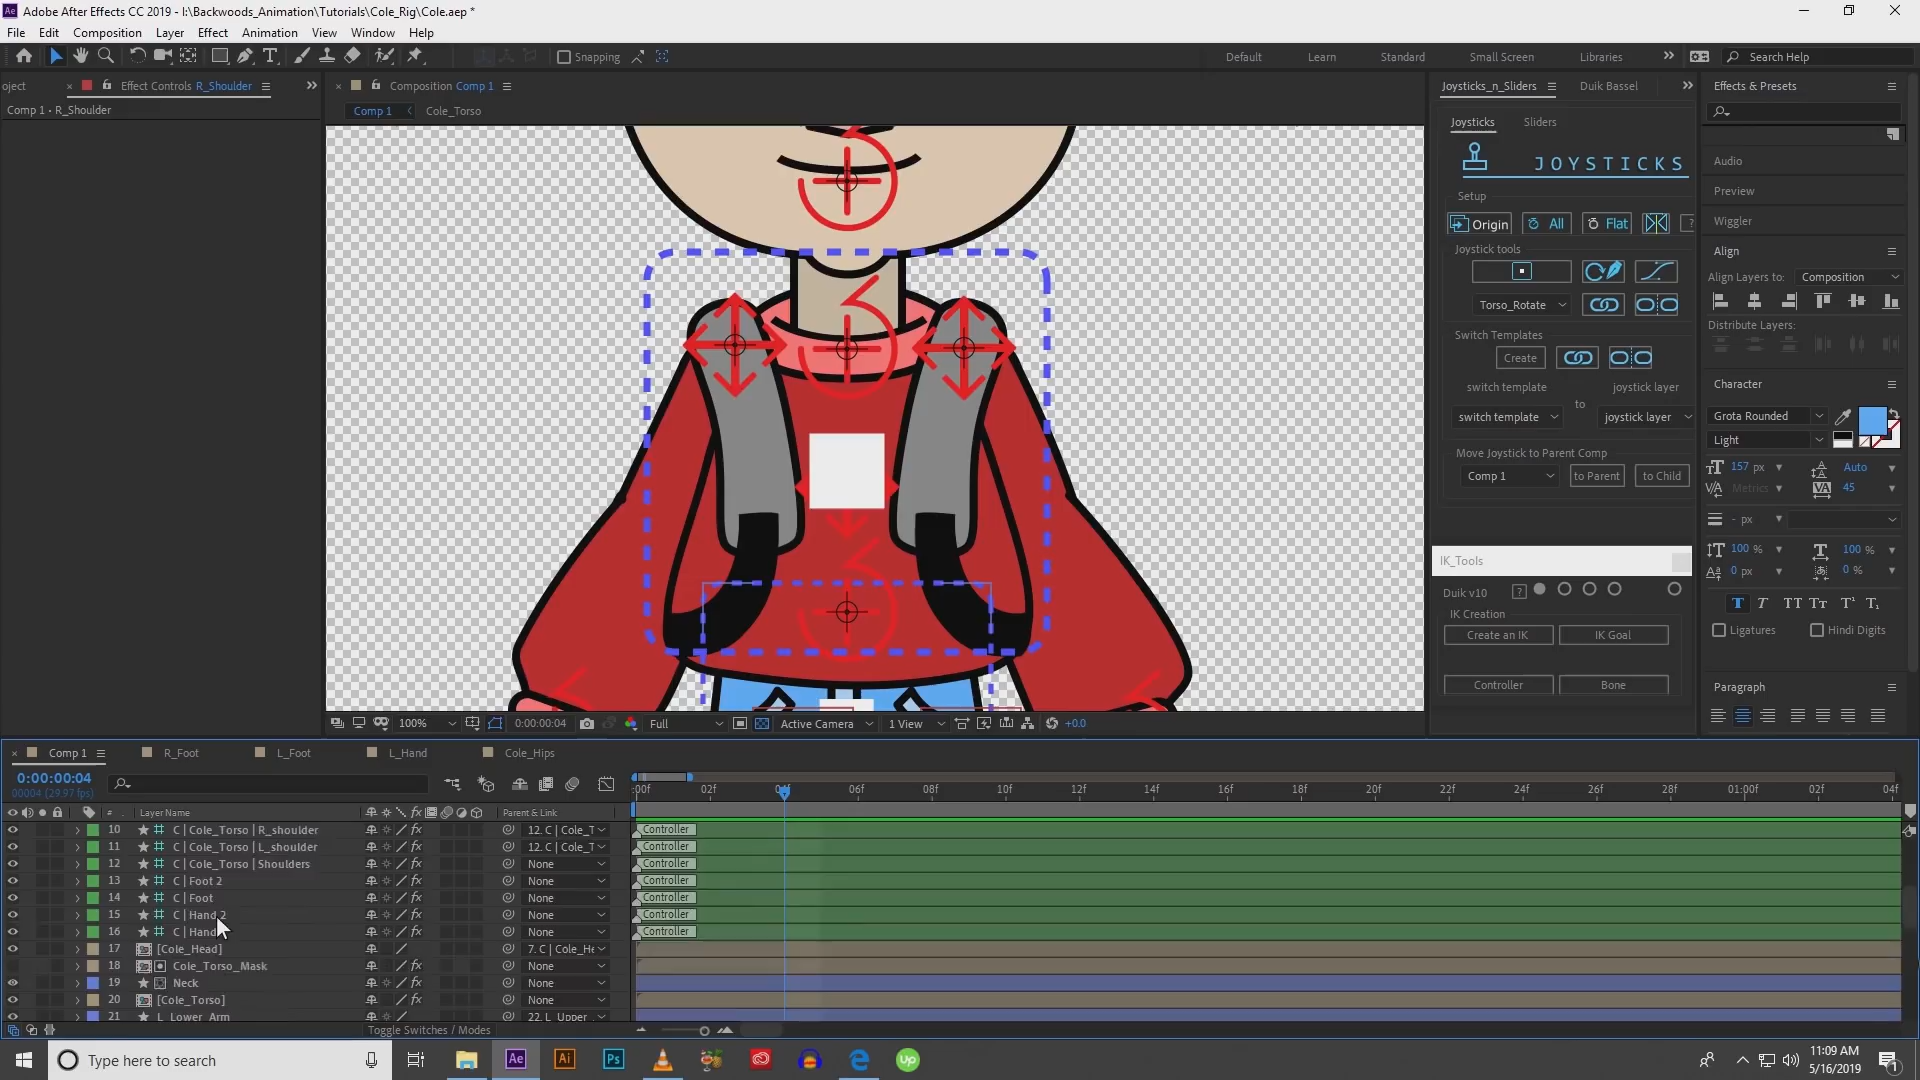 Adobe After Effects CC 2019 - I:\Backwoods_Animation\Tutorials\Cole_Rig\Cole.aep *
File Edit Composition Layer Effect Animation View Window Help
Snapping Default Learn Standard Small Screen Libraries Search Help
oject Effect Controls R_Shoulder Composition Comp 1 Joysticks_n_Sliders Duik Bassel Effects & Presets
Comp 1 • R_Shoulder
Comp 1 Cole_Torso
Joysticks Sliders
JOYSTICKS
Setup
Origin All Flat ?
Joystick tools
Torso_Rotate
Switch Templates
Create
switch template joystick layer
to
switch template joystick layer
Move Joystick to Parent Comp
Comp 1 to Parent to Child
IK_Tools
Duik v10 ?
IK Creation
Create an IK IK Goal
Controller Bone
Audio
Preview
Wiggler
Align
Align Layers to: Composition
Distribute Layers:
Character
Grota Rounded
Light
157 px Auto
Metrics 45
- px
100 % 100 %
0 px 0 %
T T TT Tt T¹ T₁
Ligatures Hindi Digits
Paragraph
100% 0:00:00:04 Full Active Camera 1 View +0.0
Comp 1 R_Foot L_Foot L_Hand Cole_Hips
0:00:00:04
00004 (29.97 fps)
:00f 02f 04f 06f 08f 10f 12f 14f 16f 18f 20f 22f 24f 26f 28f 01:00f 02f 04f
# Layer Name Parent & Link
10 C | Cole_Torso | R_shoulder 12. C | Cole_T Controller
11 C | Cole_Torso | L_shoulder 12. C | Cole_T Controller
12 C | Cole_Torso | Shoulders None Controller
13 C | Foot 2 None Controller
14 C | Foot None Controller
15 C | Hand 2 None Controller
16 C | Hand None Controller
17 [Cole_Head] 7. C | Cole_He
18 Cole_Torso_Mask None
19 Neck None
20 [Cole_Torso] None
21 L_Lower_Arm 22. L_Upper_
Toggle Switches / Modes
Type here to search
Ae Ai Ps Up
11:09 AM
5/16/2019
1